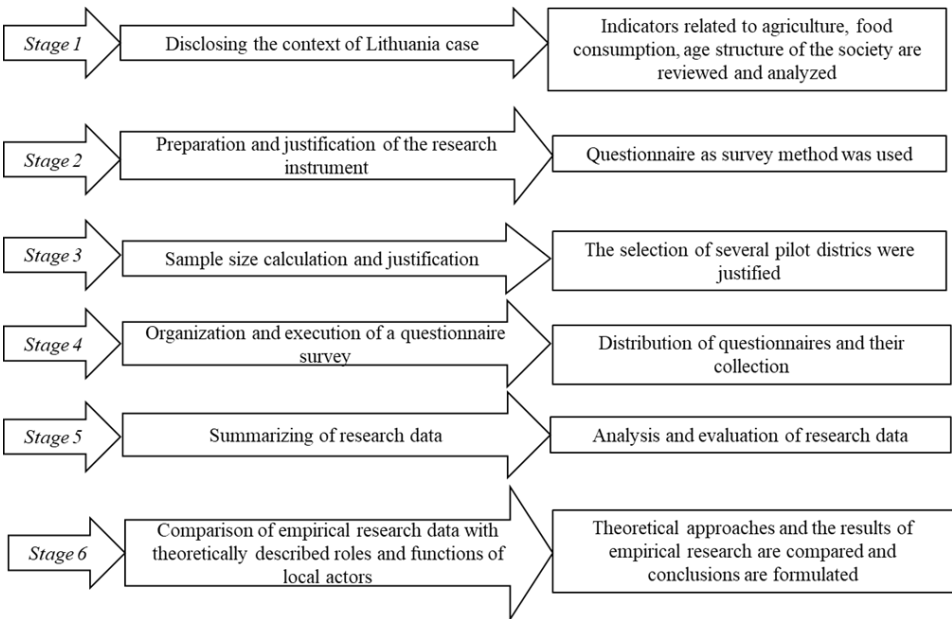 Stage 1
Disclosing the context of Lithuania case
Indicators related to agriculture, food
consumption, age structure of the society are
reviewed and analyzed
Stage 2
Preparation and justification of the research
instrument
Questionnaire as survey method was used
Stage 3
Sample size calculation and justification
The selection of several pilot districs were
justified
Stage 4
Organization and execution of a questionnaire
survey
Distribution of questionnaires and their
collection
Stage 5
Summarizing of research data
Analysis and evaluation of research data
Stage 6
Comparison of empirical research data with
theoretically described roles and functions of
local actors
Theoretical approaches and the results of
empirical research are compared and
conclusions are formulated